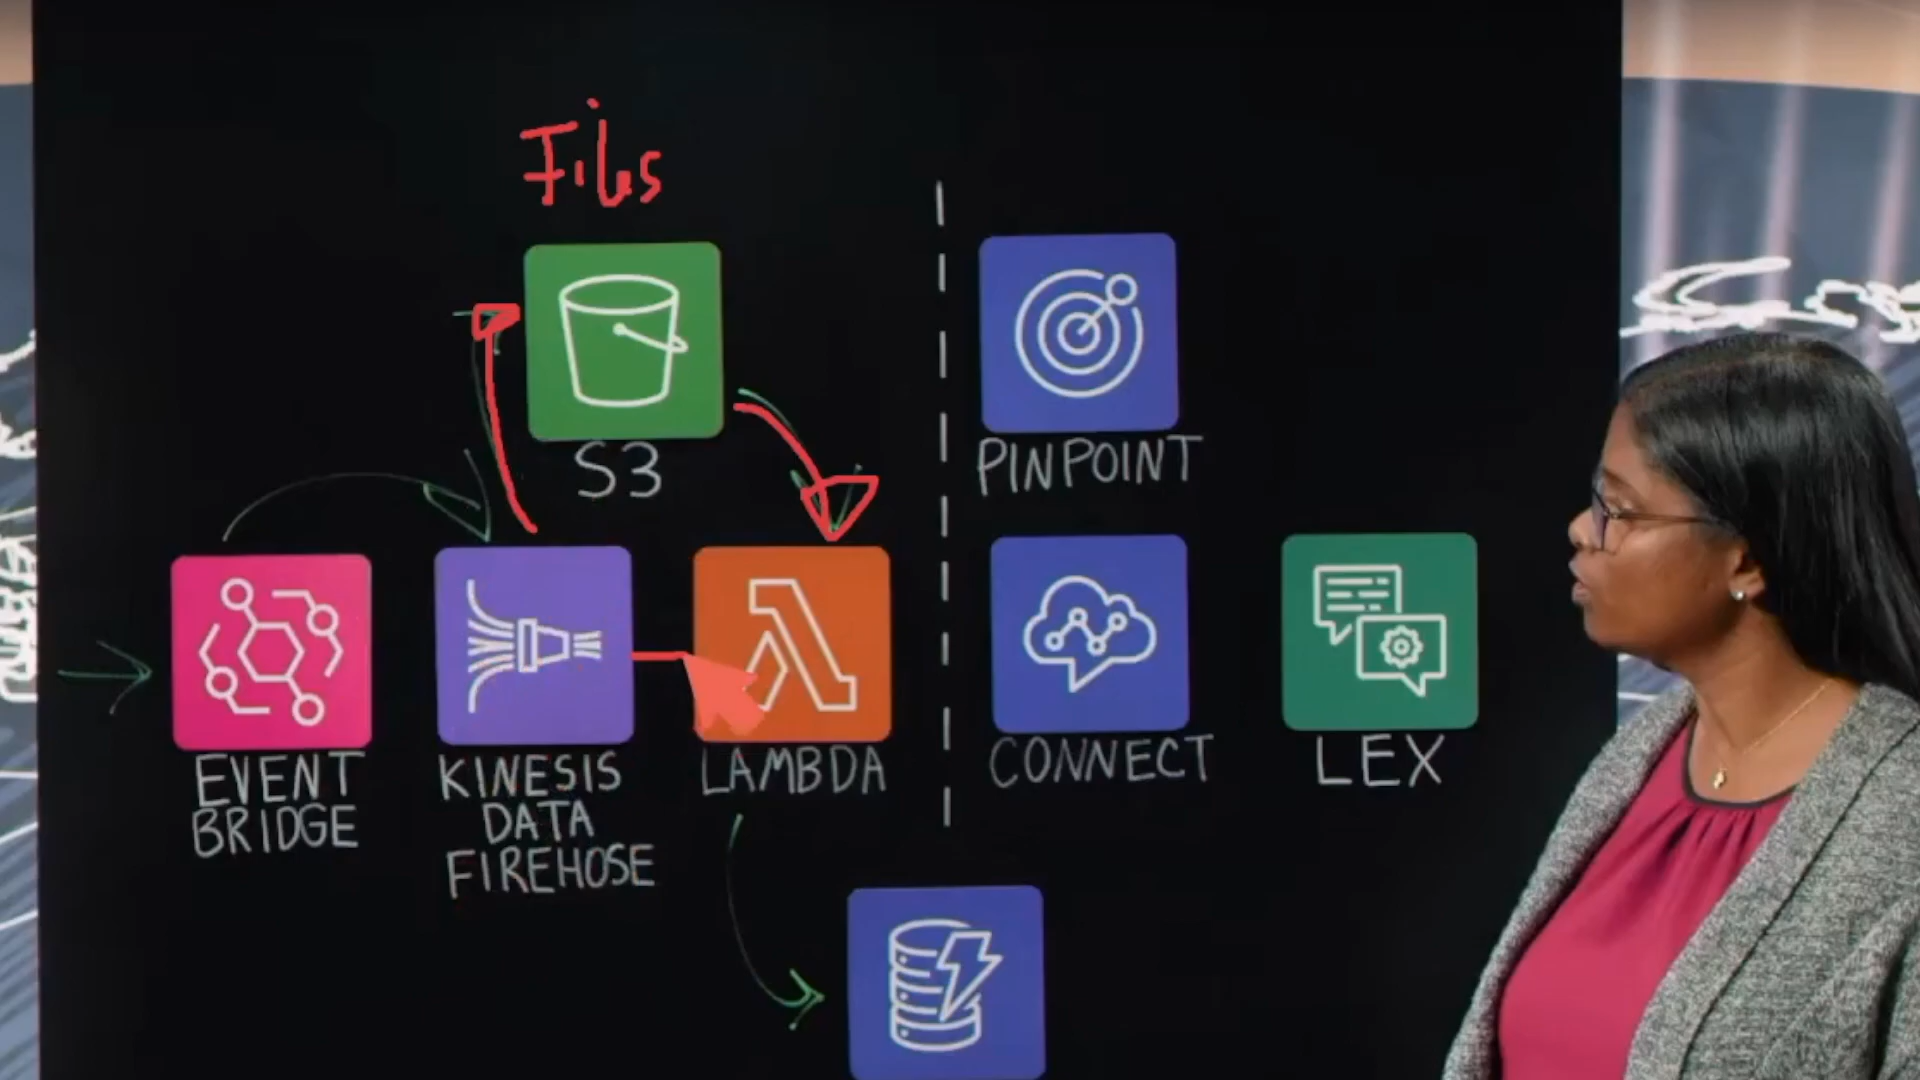 Files
S3
PINPOINT
EVENT
BRIDGE
KINESIS
DATA
FIREHOSE
LAMBDA
CONNECT
LEX